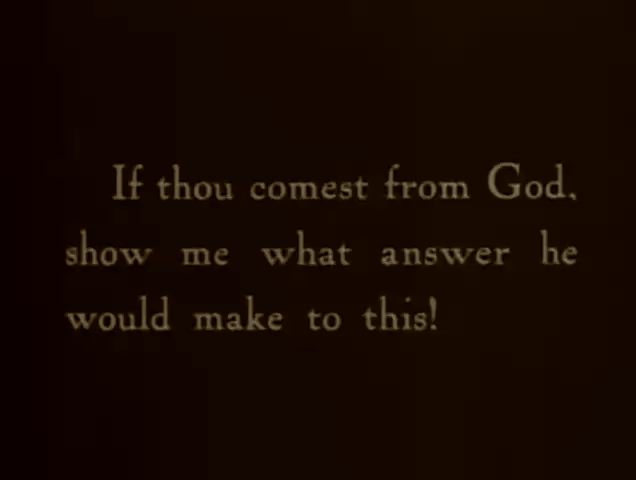 If thou comest from God,
show me what answer he
would make to this!